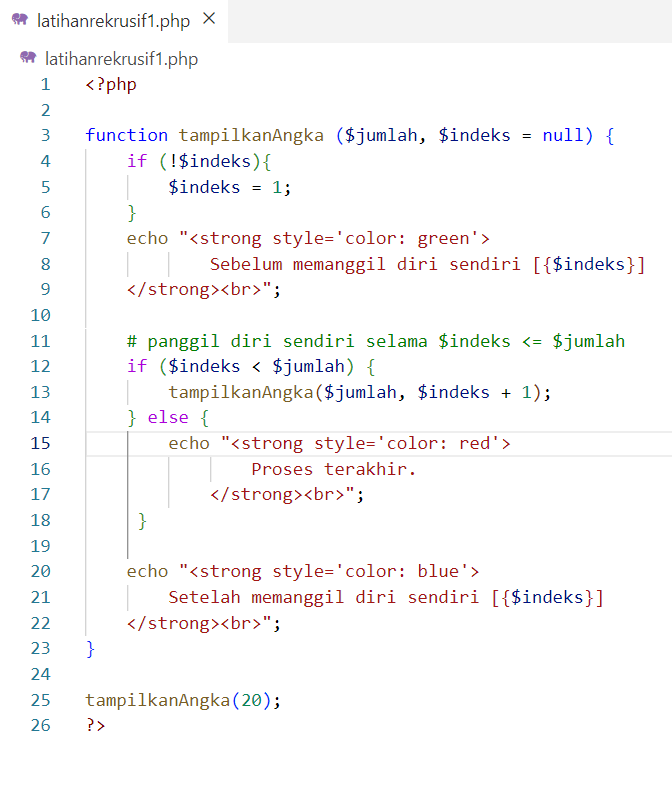 latihanrekrusif1.php ×
latihanrekrusif1.php
1 <?php
2
3 function tampilkanAngka ($jumlah, $indeks = null) {
4     if (!$indeks){
5         $indeks = 1;
6     }
7     echo "<strong style='color: green'>
8             Sebelum memanggil diri sendiri [{$indeks}]
9     </strong><br>";
10
11     # panggil diri sendiri selama $indeks <= $jumlah
12     if ($indeks < $jumlah) {
13         tampilkanAngka($jumlah, $indeks + 1);
14     } else {
15         echo "<strong style='color: red'>
16                 Proses terakhir.
17             </strong><br>";
18      }
19
20     echo "<strong style='color: blue'>
21         Setelah memanggil diri sendiri [{$indeks}]
22     </strong><br>";
23 }
24
25 tampilkanAngka(20);
26 ?>